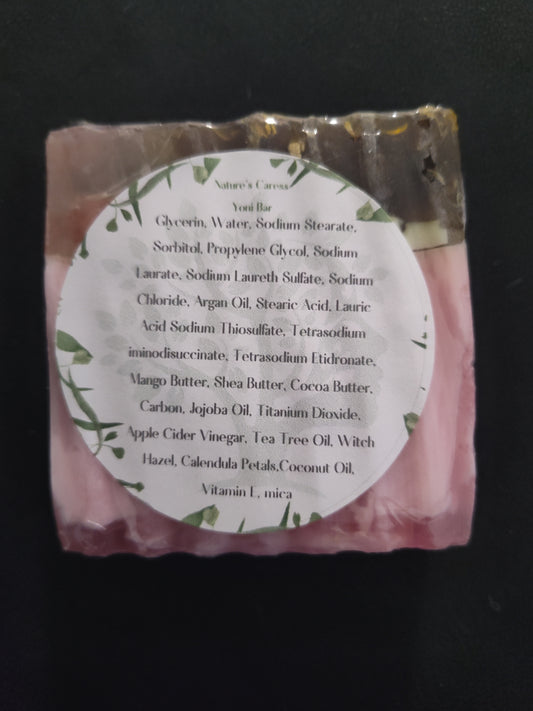 Nature's Caress
Yoni Bar
Glycerin, Water, Sodium Stearate,
Sorbitol, Propylene Glycol, Sodium
Laurate, Sodium Laureth Sulfate, Sodium
Chloride, Argan Oil, Stearic Acid, Lauric
Acid Sodium Thiosulfate, Tetrasodium
iminodisuccinate, Tetrasodium Etidronate,
Mango Butter, Shea Butter, Cocoa Butter,
Carbon, Jojoba Oil, Titanium Dioxide,
Apple Cider Vinegar, Tea Tree Oil, Witch
Hazel, Calendula Petals,Coconut Oil,
Vitamin E, mica